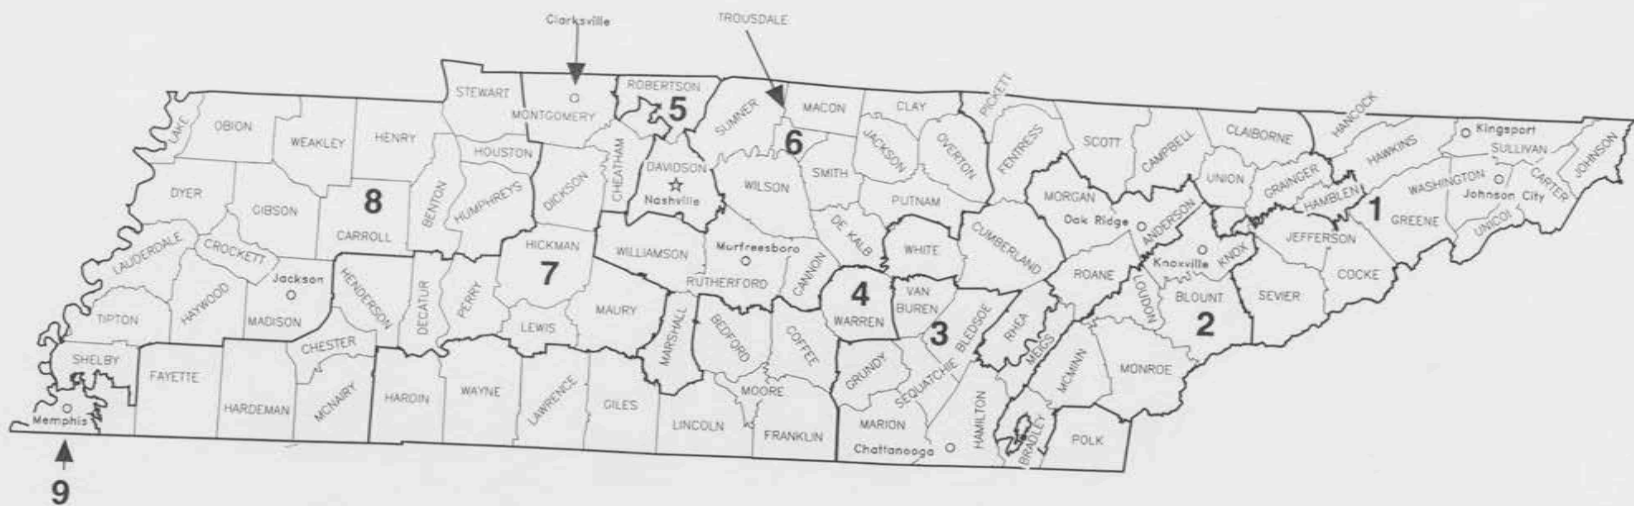 Clarksville
TROUSDALE
STEWART
MONTGOMERY
ROBERTSON
5
SUMNER
6
MACON
CLAY
PICKETT
LAKE
OBION
WEAKLEY
HENRY
HOUSTON
CHEATHAM
DAVIDSON
Nashville
WILSON
SMITH
JACKSON
OVERTON
FENTRESS
SCOTT
CAMPBELL
CLAIBORNE
HANCOCK
HAWKINS
Kingsport
SULLIVAN
JOHNSON
CARTER
WASHINGTON
Johnson City
UNICOI
GREENE
1
HAMBLEN
GRAINGER
UNION
DYER
GIBSON
8
CARROLL
BENTON
HUMPHREYS
DICKSON
PUTNAM
MORGAN
Oak Ridge
ANDERSON
Knoxville
KNOX
JEFFERSON
COCKE
SEVIER
LAUDERDALE
CROCKETT
HICKMAN
7
WILLIAMSON
Murfreesboro
RUTHERFORD
CANNON
DE KALB
WHITE
CUMBERLAND
ROANE
LOUDON
BLOUNT
2
HAYWOOD
Jackson
MADISON
HENDERSON
DECATUR
PERRY
LEWIS
MAURY
MARSHALL
BEDFORD
COFFEE
4
WARREN
VAN
BUREN
3
BLEDSOE
RHEA
MEIGS
MCMINN
MONROE
TIPTON
SHELBY
FAYETTE
CHESTER
MCNAIRY
HARDEMAN
HARDIN
WAYNE
LAWRENCE
GILES
LINCOLN
MOORE
FRANKLIN
GRUNDY
SEQUATCHIE
MARION
Chattanooga
HAMILTON
BRADLEY
POLK
Memphis
9